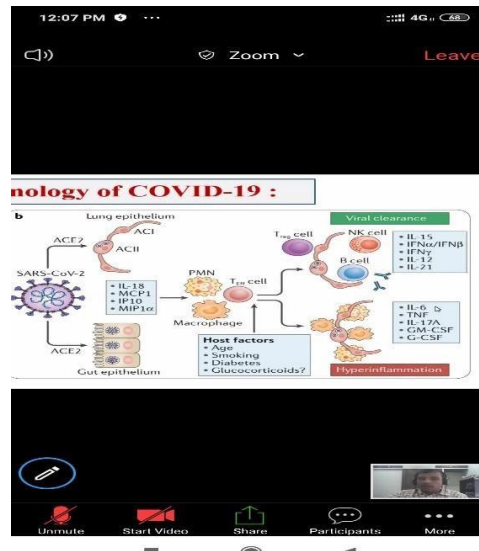 12:07 PM ···
4G 68
Zoom
Leave
nology of COVID-19 :
b
Lung epithelium
ACE2
ACI
ACII
SARS-CoV-2
ACE2
Gut epithelium
• IL-18
• MCP1
• IP10
• MIP1α
PMN
Macrophage
Host factors
• Age
• Smoking
• Diabetes
• Glucocorticoids?
Viral clearance
Treg cell
NK cell
B cell
• IL-15
• IFNα/IFNβ
• IFNγ
• IL-12
• IL-21
• IL-6
• TNF
• IL-17A
• GM-CSF
• G-CSF
Hyperinflammation
Unmute
Start Video
Share
Participants
More